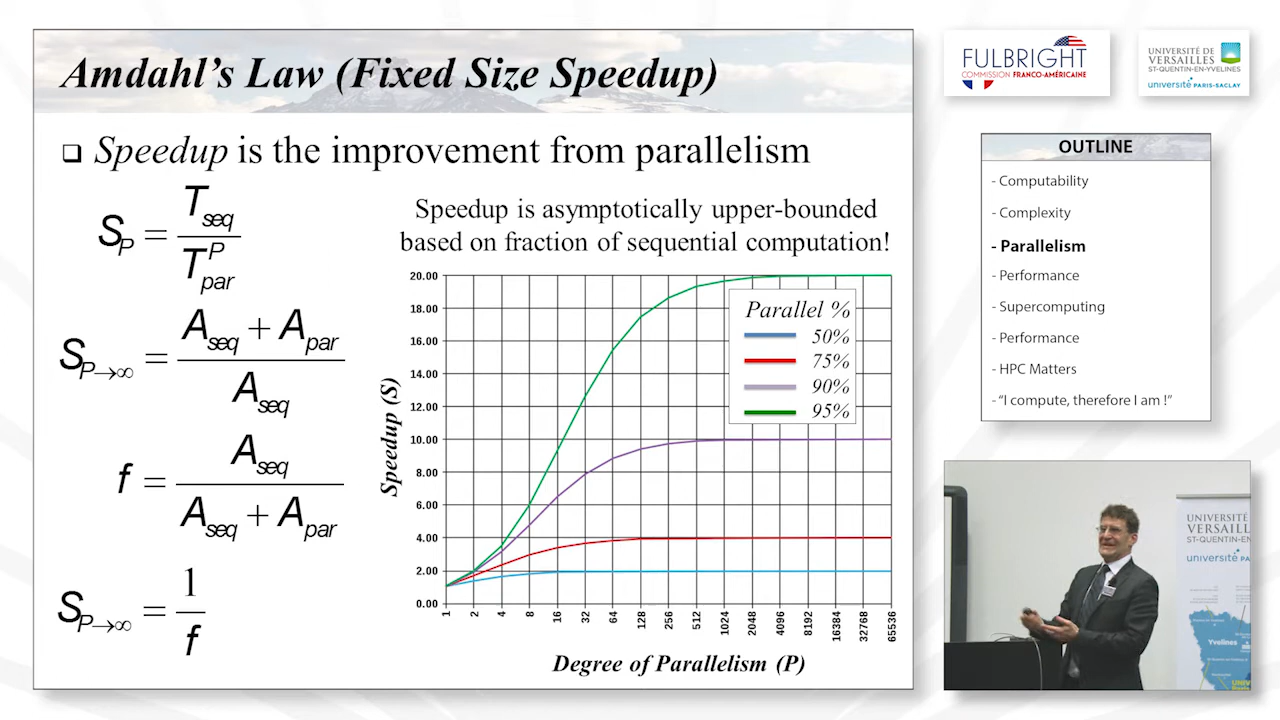 Amdahl's Law (Fixed Size Speedup)
❑ Speedup is the improvement from parallelism
S_P = T_seq / T_par^P
S_P→∞ = (A_seq + A_par) / A_seq
f = A_seq / (A_seq + A_par)
S_P→∞ = 1 / f
Speedup is asymptotically upper-bounded
based on fraction of sequential computation!
20.00
18.00
16.00
14.00
12.00
10.00
8.00
6.00
4.00
2.00
0.00
Speedup (S)
Parallel %
50%
75%
90%
95%
1 2 4 8 16 32 64 128 256 512 1024 2048 4096 8192 16384 32768 65536
Degree of Parallelism (P)
FULBRIGHT
COMMISSION FRANCO-AMÉRICAINE
UNIVERSITÉ DE
VERSAILLES
ST-QUENTIN-EN-YVELINES
université PARIS-SACLAY
OUTLINE
- Computability
- Complexity
- Parallelism
- Performance
- Supercomputing
- Performance
- HPC Matters
- “I compute, therefore I am !”
UNIVERSITÉ
VERSAILL
ST-QUENTIN-EN
université PA
Yvelines